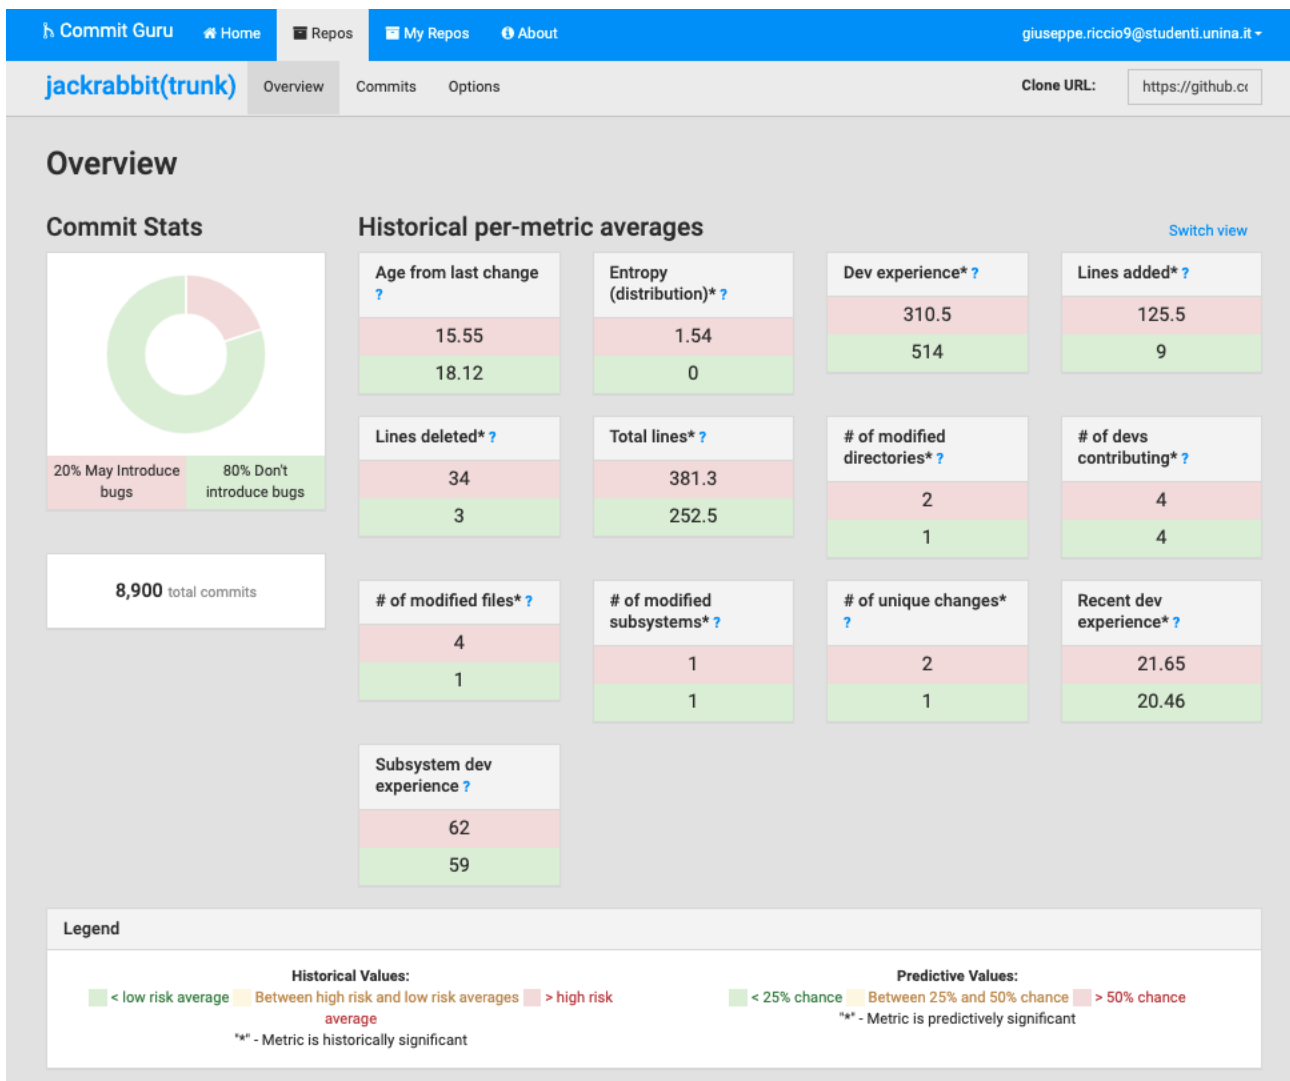 Commit Guru Home Repos My Repos About giuseppe.riccio9@studenti.unina.it
jackrabbit(trunk) Overview Commits Options Clone URL: https://github.cc
Overview
Commit Stats
20% May Introduce
bugs
80% Don't
introduce bugs
8,900 total commits
Historical per-metric averages
Switch view
Age from last change
?
15.55
18.12
Entropy
(distribution)* ?
1.54
0
Dev experience* ?
310.5
514
Lines added* ?
125.5
9
Lines deleted* ?
34
3
Total lines* ?
381.3
252.5
# of modified
directories* ?
2
1
# of devs
contributing* ?
4
4
# of modified files* ?
4
1
# of modified
subsystems* ?
1
1
# of unique changes*
?
2
1
Recent dev
experience* ?
21.65
20.46
Subsystem dev
experience ?
62
59
Legend
Historical Values:
< low risk average Between high risk and low risk averages > high risk
average
"*" - Metric is historically significant
Predictive Values:
< 25% chance Between 25% and 50% chance > 50% chance
"*" - Metric is predictively significant